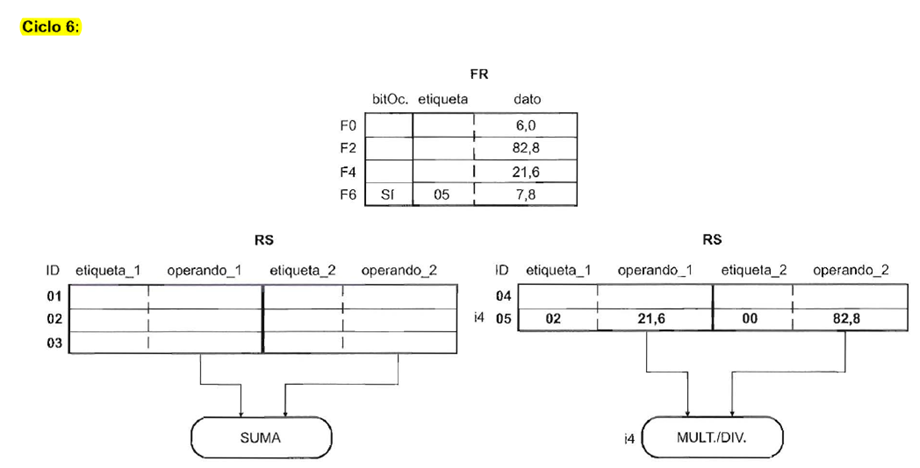 Ciclo 6:
FR
bitOc. etiqueta dato
F0 6,0
F2 82,8
F4 21,6
F6 SÍ 05 7,8
RS
ID etiqueta_1 operando_1 etiqueta_2 operando_2
01
02
03
SUMA
RS
ID etiqueta_1 operando_1 etiqueta_2 operando_2
04
i4 05 02 21,6 00 82,8
i4 MULT./DIV.